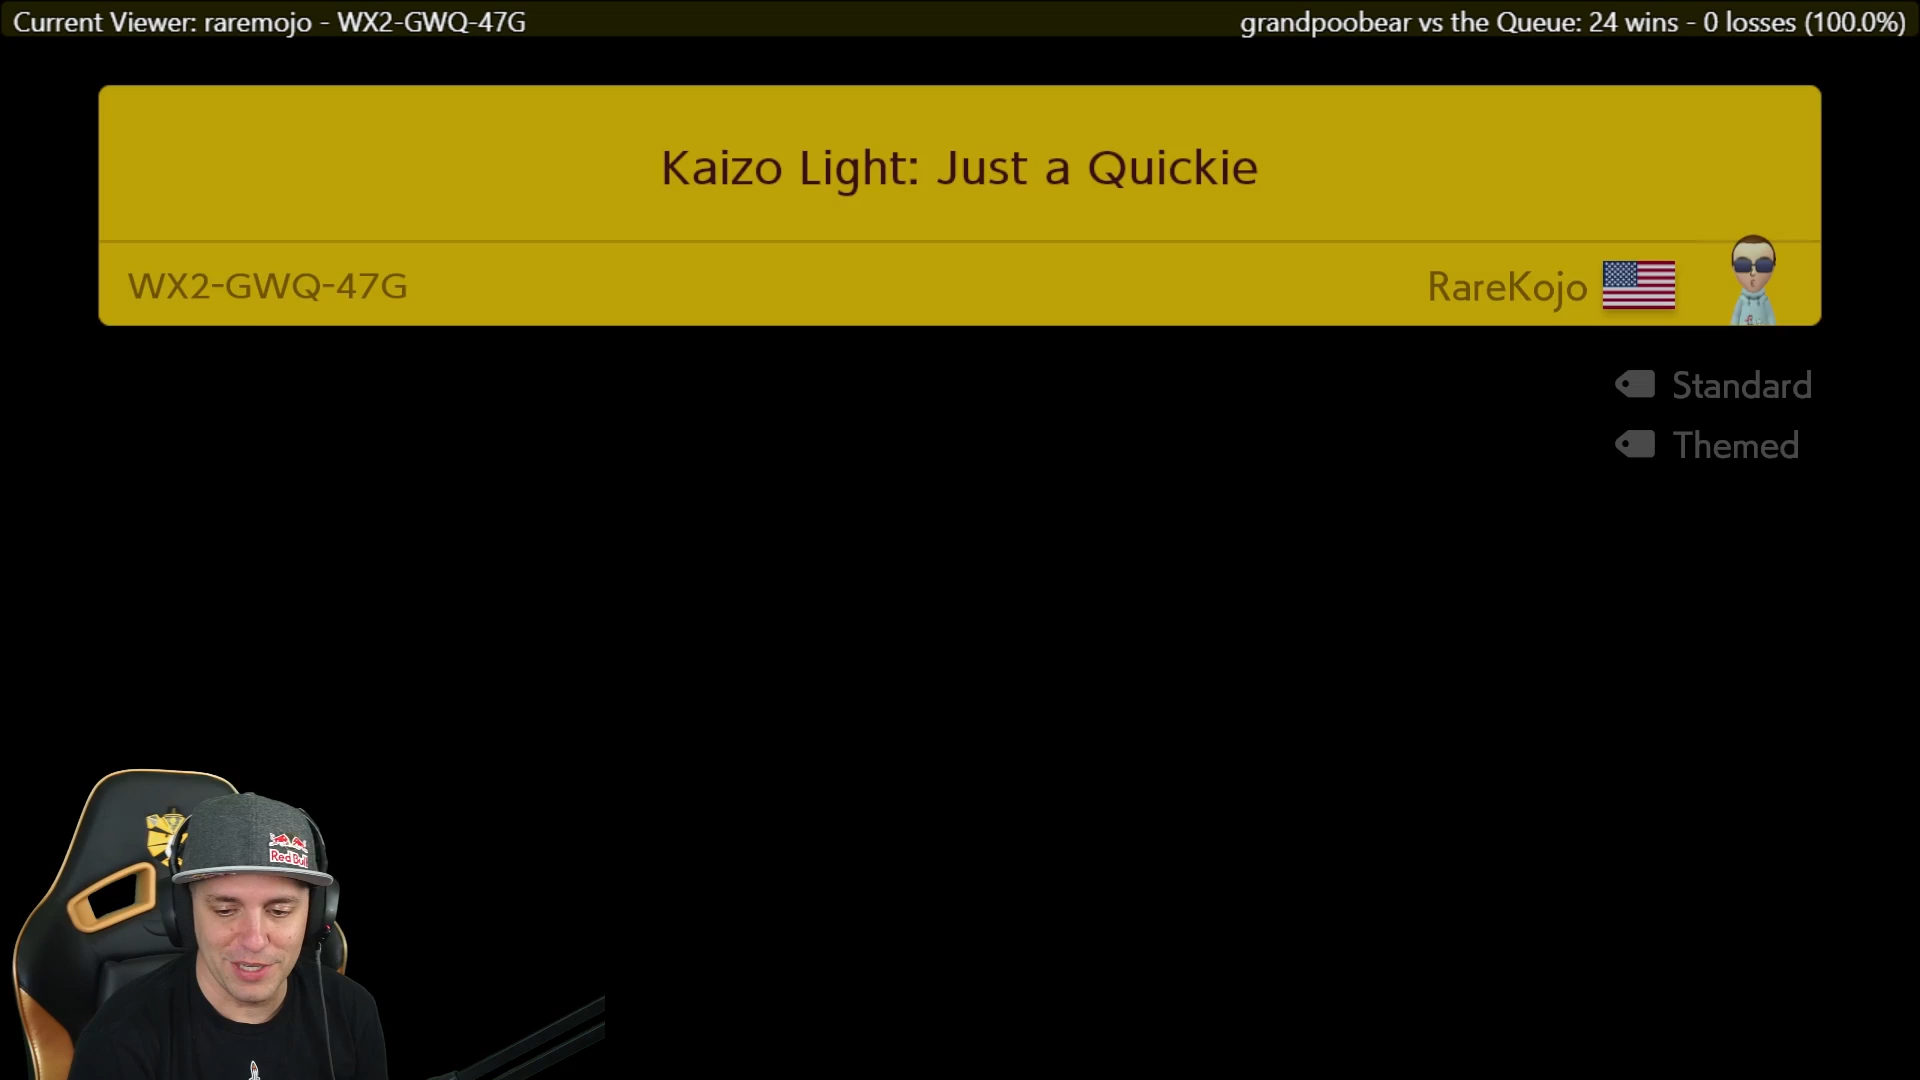 Current Viewer: raremojo - WX2-GWQ-47G
grandpoobear vs the Queue: 24 wins - 0 losses (100.0%)
Kaizo Light: Just a Quickie
WX2-GWQ-47G
RareKojo
Standard
Themed
Red Bull